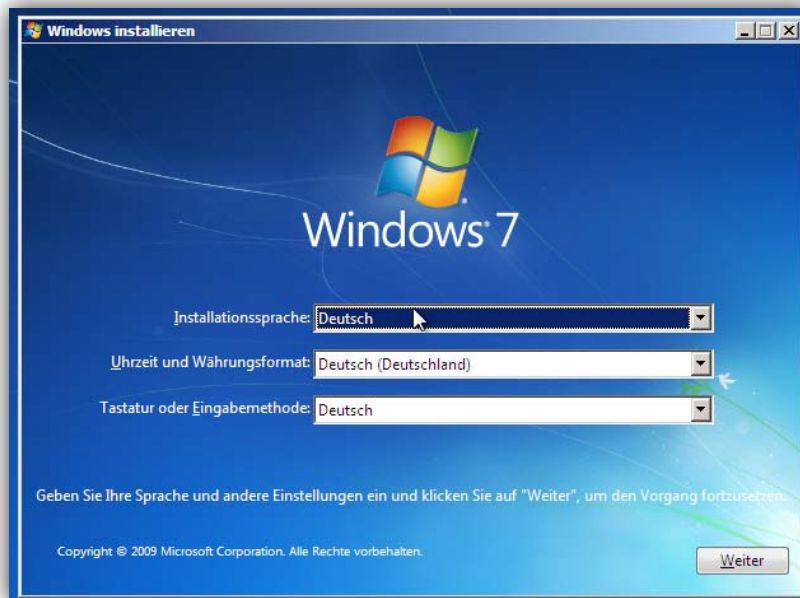 Windows installieren
Windows 7
Installationssprache: Deutsch
Uhrzeit und Währungsformat: Deutsch (Deutschland)
Tastatur oder Eingabemethode: Deutsch
Geben Sie Ihre Sprache und andere Einstellungen ein und klicken Sie auf "Weiter", um den Vorgang fortzusetzen.
Copyright © 2009 Microsoft Corporation. Alle Rechte vorbehalten.
Weiter